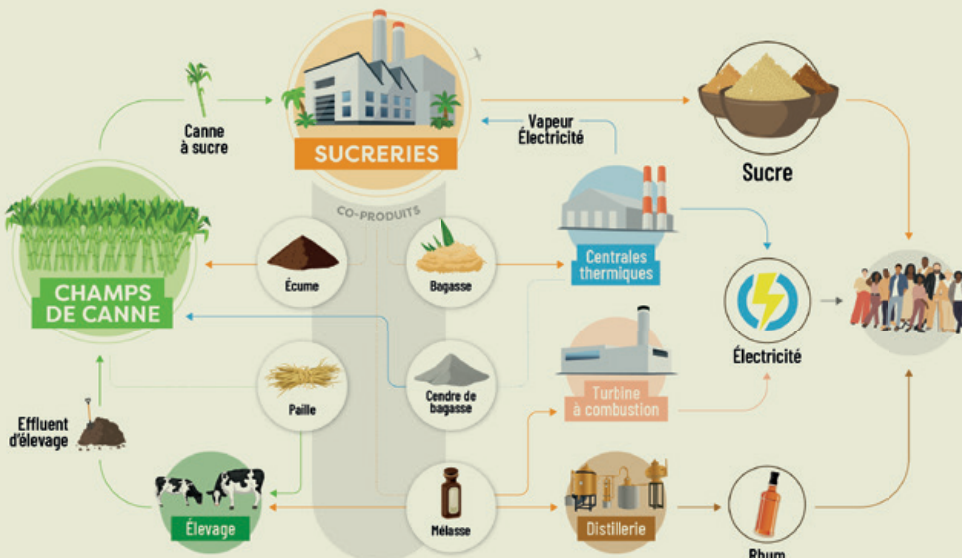 Canne
à sucre
SUCRERIES
Vapeur
Électricité
Sucre
CO-PRODUITS
CHAMPS
DE CANNE
Écume
Bagasse
Centrales
thermiques
Électricité
Paille
Cendre de
bagasse
Turbine
à combustion
Effluent
d'élevage
Élevage
Mélasse
Distillerie
Rhum